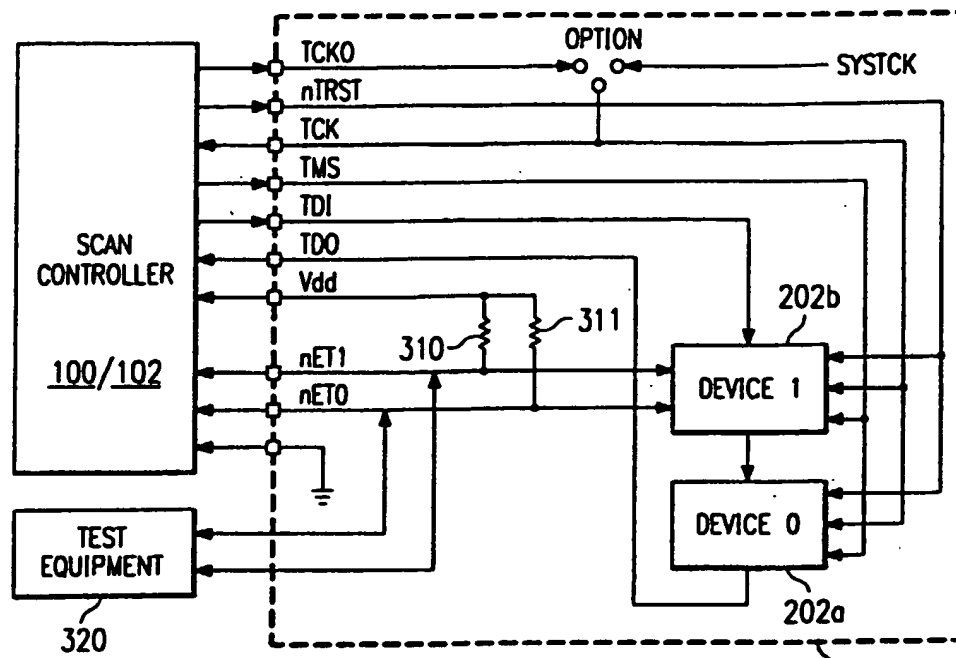 TCKO
OPTION
SYSTCK
nTRST
TCK
TMS
TDI
TDO
Vdd
SCAN
CONTROLLER
100/102
310
311
202b
nET1
nET0
DEVICE 1
DEVICE 0
TEST
EQUIPMENT
320
202a